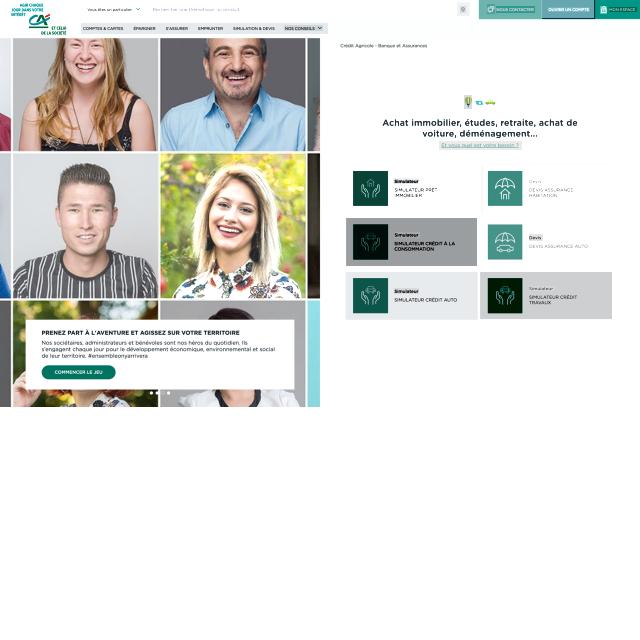 AGIR CHAQUE
JOUR DANS VOTRE
INTÉRÊT
CA
ET CELUI
DE LA SOCIÉTÉ
Vous êtes un particulier
NOUS CONTACTER
OUVRIR UN COMPTE
MON ESPACE
COMPTES & CARTES
ÉPARGNER
S'ASSURER
EMPRUNTER
SIMULATION & DEVIS
NOS CONSEILS
Crédit Agricole - Banque et Assurances
Achat immobilier, études, retraite, achat de
voiture, déménagement...
Et vous quel est votre besoin ?
Simulateur
SIMULATEUR PRÊT
IMMOBILIER
Devis
DEVIS ASSURANCE
HABITATION
Simulateur
SIMULATEUR CRÉDIT À LA
CONSOMMATION
Devis
DEVIS ASSURANCE AUTO
Simulateur
SIMULATEUR CRÉDIT AUTO
Simulateur
SIMULATEUR CRÉDIT
TRAVAUX
PRENEZ PART À L'AVENTURE ET AGISSEZ SUR VOTRE TERRITOIRE
Nos sociétaires, administrateurs et bénévoles sont nos héros du quotidien. Ils
s'engagent chaque jour pour le développement économique, environnemental et social
de leur territoire. #ensembleonyarrivera
COMMENCER LE JEU